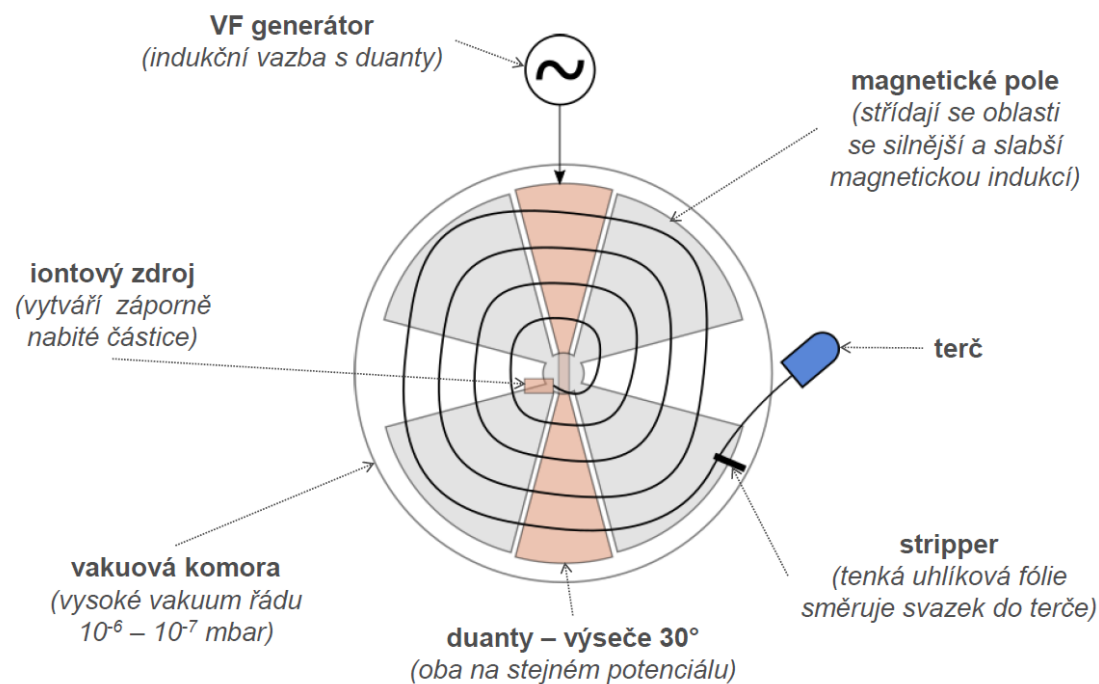 VF generátor
(indukční vazba s duanty)
magnetické pole
(střídají se oblasti
se silnější a slabší
magnetickou indukcí)
iontový zdroj
(vytváří  záporně
nabité částice)
terč
stripper
(tenká uhlíková fólie
směruje svazek do terče)
vakuová komora
(vysoké vakuum řádu
10⁻⁶ – 10⁻⁷ mbar)
duanty – výseče 30°
(oba na stejném potenciálu)